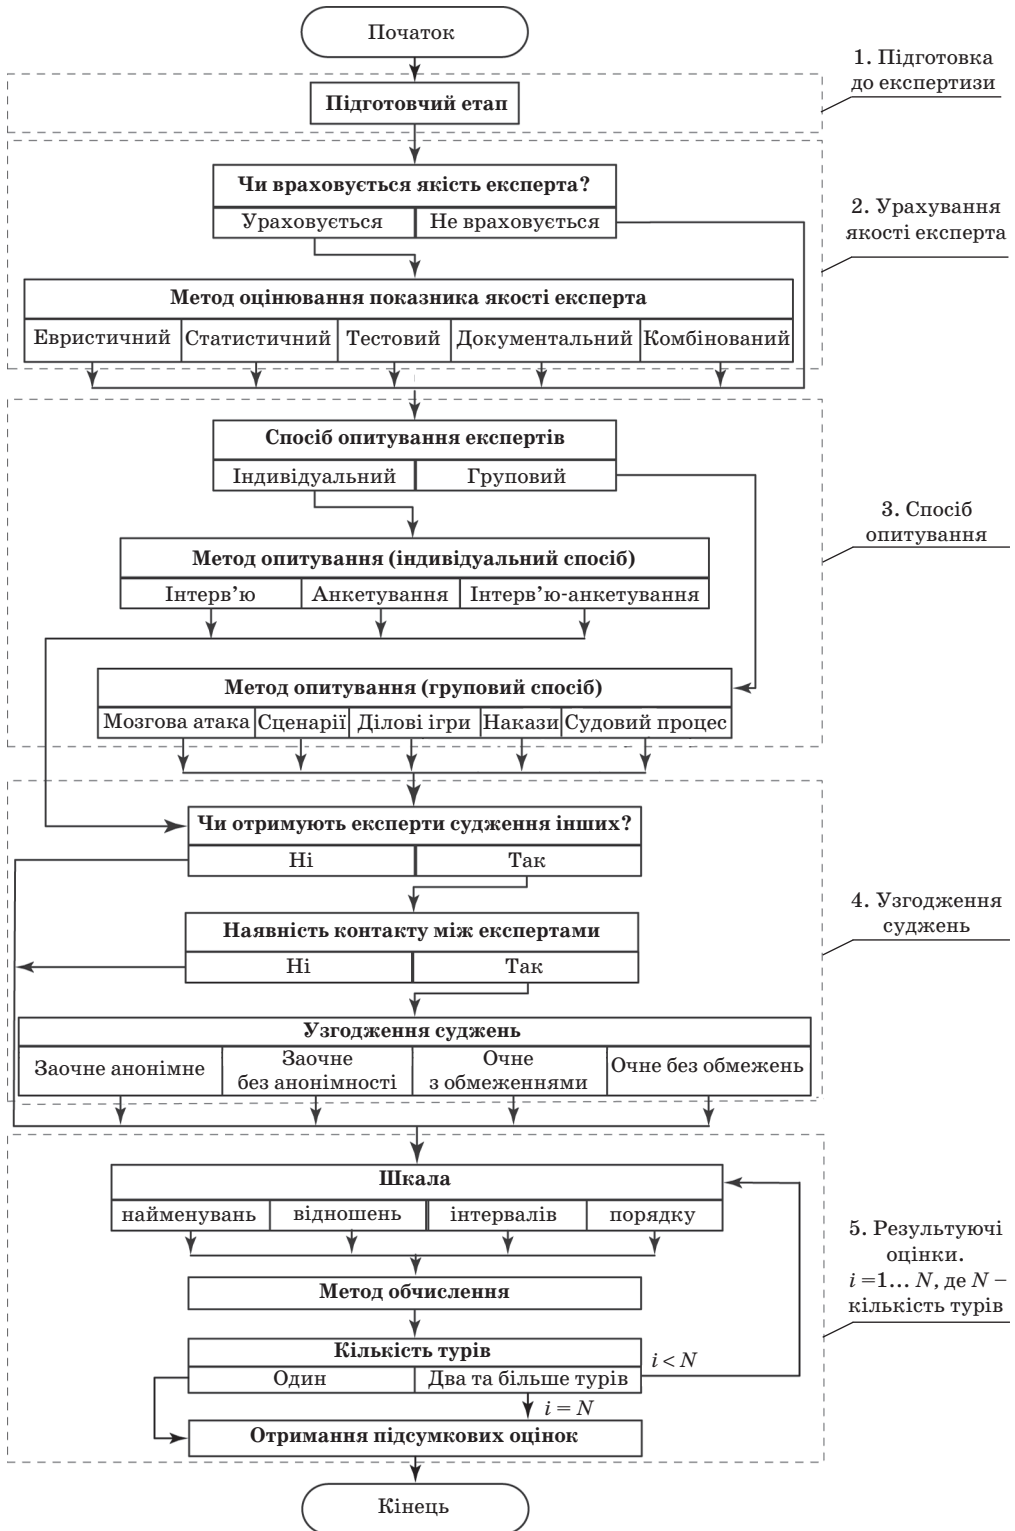 Початок
1. Підготовка
до експертизи
Підготовчий етап
Чи враховується якість експерта?
Ураховується
Не враховується
2. Урахування
якості експерта
Метод оцінювання показника якості експерта
Евристичний
Статистичний
Тестовий
Документальний
Комбінований
Спосіб опитування експертів
Індивідуальний
Груповий
3. Спосіб
опитування
Метод опитування (індивідуальний спосіб)
Інтерв’ю
Анкетування
Інтерв’ю-анкетування
Метод опитування (груповий спосіб)
Мозгова атака
Сценарії
Ділові ігри
Накази
Судовий процес
Чи отримують експерти судження інших?
Ні
Так
4. Узгодження
суджень
Наявність контакту між експертами
Ні
Так
Узгодження суджень
Заочне анонімне
Заочне
без анонімності
Очне
з обмеженнями
Очне без обмежень
Шкала
найменувань
відношень
інтервалів
порядку
5. Результуючі
оцінки.
i =1... N, де N –
кількість турів
Метод обчислення
Кількість турів
Один
Два та більше турів
i < N
i = N
Отримання підсумкових оцінок
Кінець